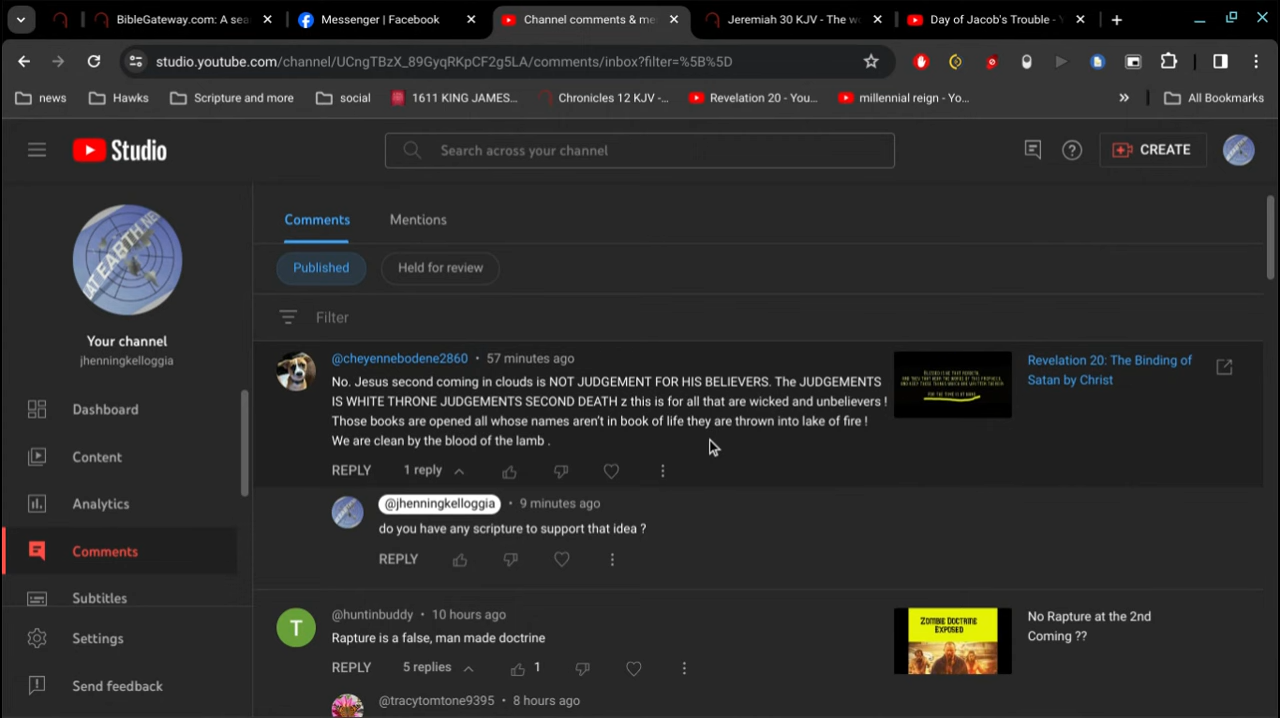 BibleGateway.com: A sea
Messenger | Facebook
Channel comments & me
Jeremiah 30 KJV - The wo
Day of Jacob's Trouble -
studio.youtube.com/channel/UCngTBzX_89GyqRKpCF2g5LA/comments/inbox?filter=%5B%5D
news
Hawks
Scripture and more
social
1611 KING JAMES...
Chronicles 12 KJV -...
Revelation 20 - You...
millennial reign - Yo...
»
All Bookmarks
Studio
Search across your channel
CREATE
AT EARTH NE
Your channel
jhenningkelloggia
Dashboard
Content
Analytics
Comments
Subtitles
Settings
Send feedback
Comments
Mentions
Published
Held for review
Filter
@cheyennebodene2860 • 57 minutes ago
No. Jesus second coming in clouds is NOT JUDGEMENT FOR HIS BELIEVERS. The JUDGEMENTS
IS WHITE THRONE JUDGEMENTS SECOND DEATH z this is for all that are wicked and unbelievers !
Those books are opened all whose names aren't in book of life they are thrown into lake of fire !
We are clean by the blood of the lamb .
REPLY
1 reply
Revelation 20: The Binding of
Satan by Christ
@jhenningkelloggia • 9 minutes ago
do you have any scripture to support that idea ?
REPLY
T
@huntinbuddy • 10 hours ago
Rapture is a false, man made doctrine
REPLY
5 replies
1
ZOMBIE DOCTRINE
EXPOSED
No Rapture at the 2nd
Coming ??
@tracytomtone9395 • 8 hours ago